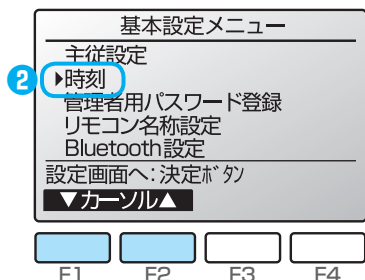 基本設定メニュー
主従設定
2 ▶時刻
管理者用パスワード登録
リモコン名称設定
Bluetooth設定
設定画面へ:決定ボタン
▼カーソル▲
F1 F2 F3 F4